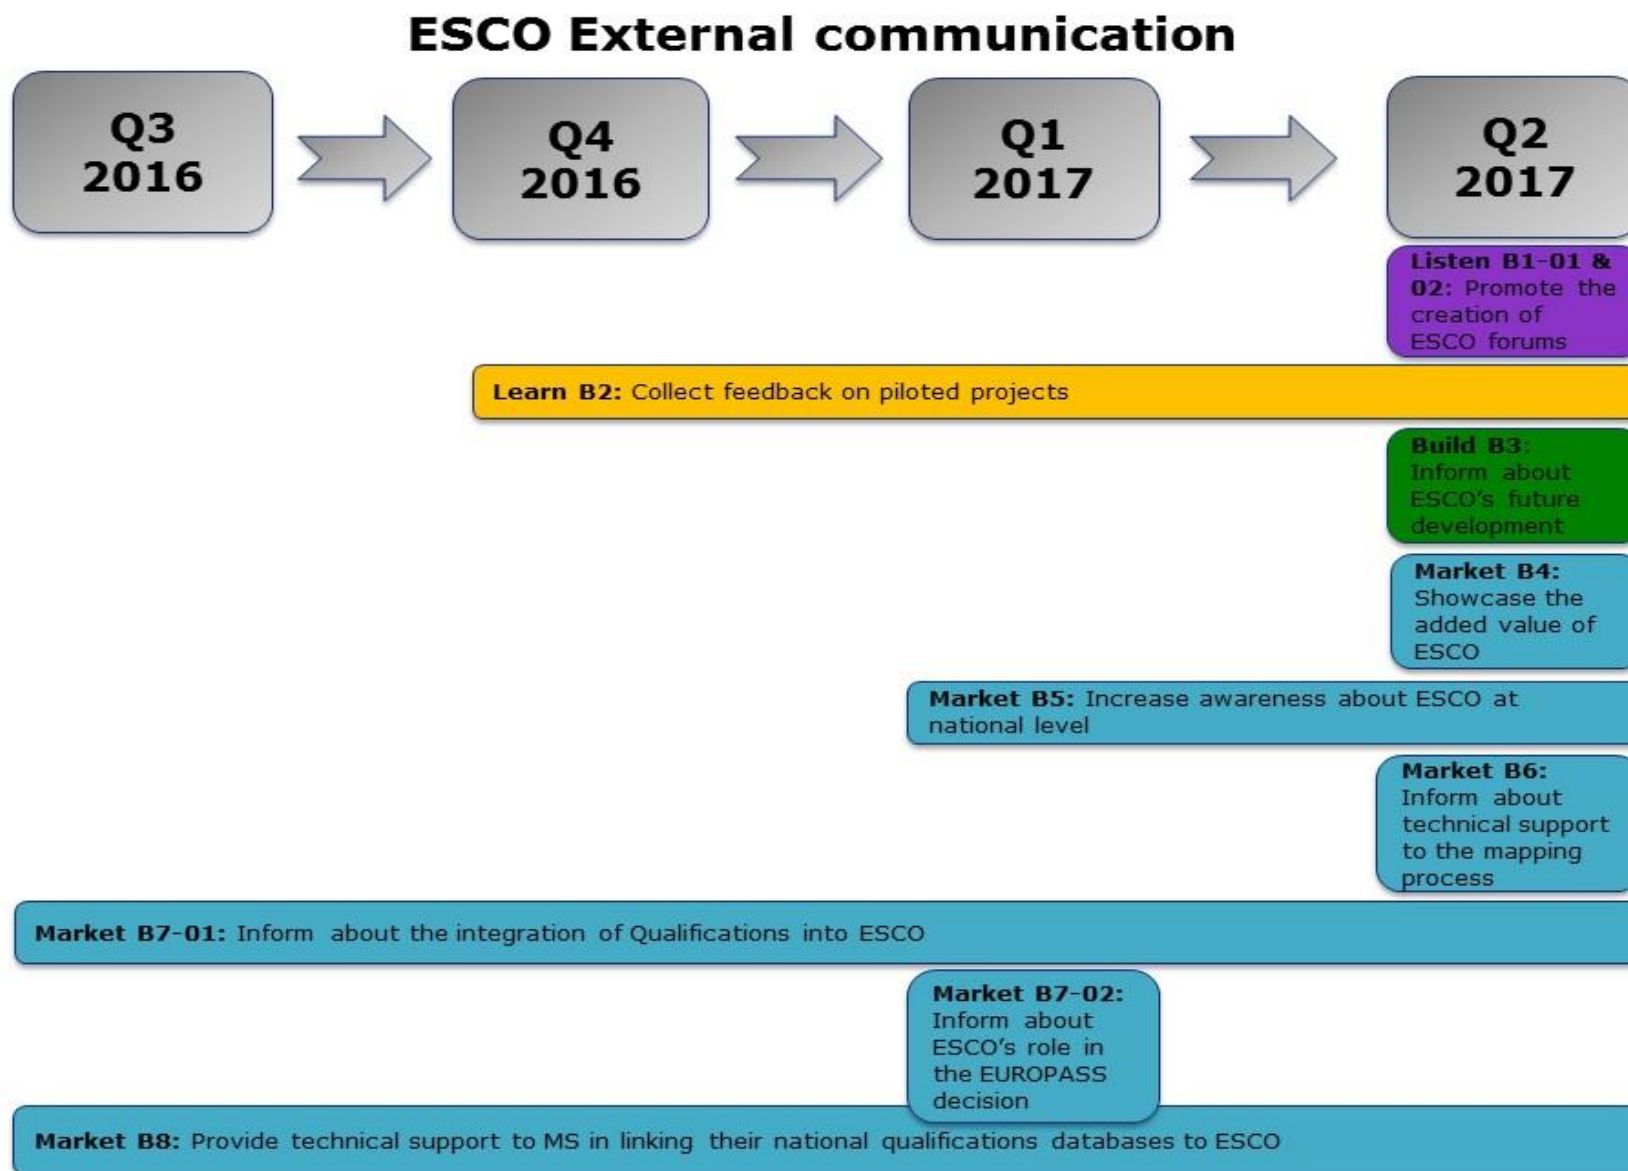 ESCO External communication
Q3
2016
Q4
2016
Q1
2017
Q2
2017
Listen B1-01 &
02: Promote the
creation of
ESCO forums
Learn B2: Collect feedback on piloted projects
Build B3:
Inform about
ESCO's future
development
Market B4:
Showcase the
added value of
ESCO
Market B5: Increase awareness about ESCO at
national level
Market B6:
Inform about
technical support
to the mapping
process
Market B7-01: Inform about the integration of Qualifications into ESCO
Market B7-02:
Inform about
ESCO's role in
the EUROPASS
decision
Market B8: Provide technical support to MS in linking their national qualifications databases to ESCO